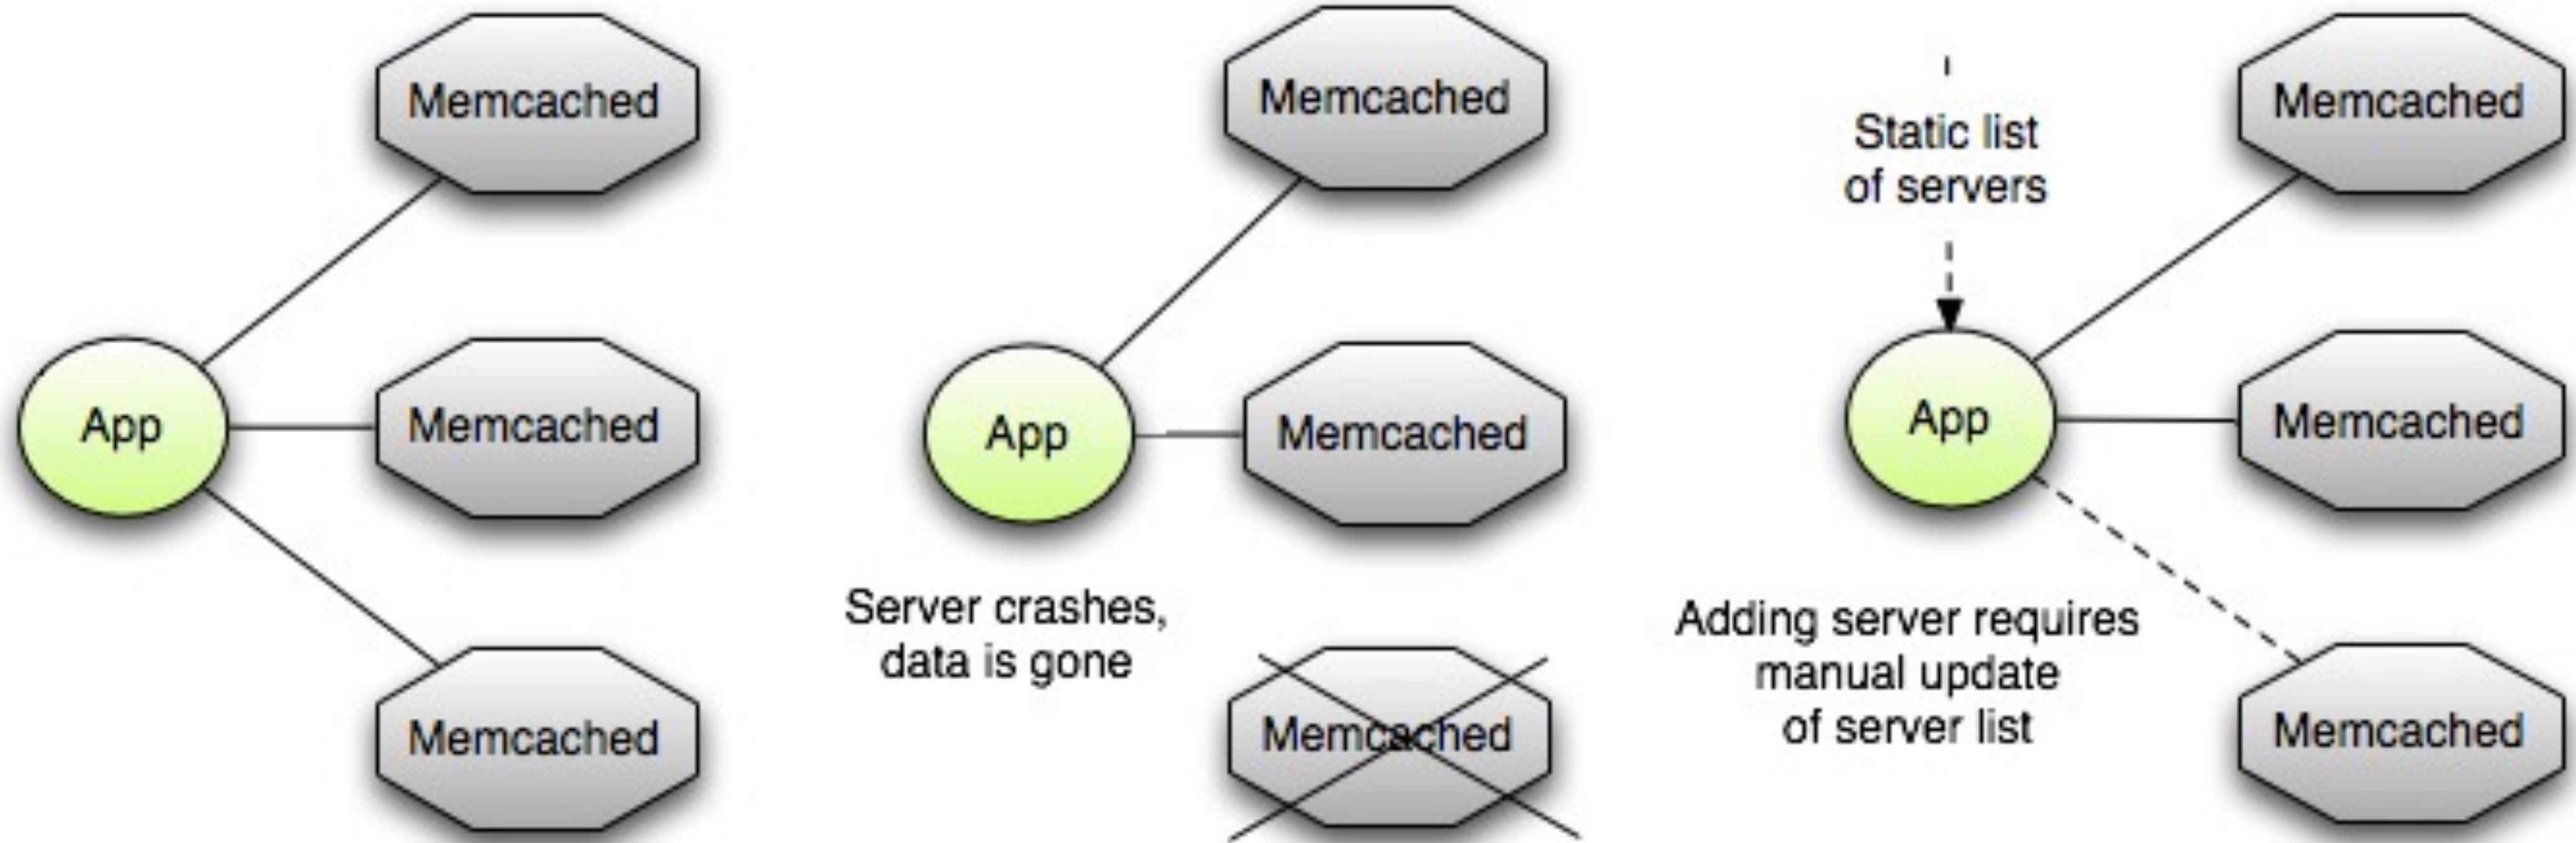 Memcached
App
Memcached
Memcached
Memcached
App
Memcached
Server crashes,
data is gone
Memcached
Static list
of servers
Memcached
App
Memcached
Adding server requires
manual update
of server list
Memcached